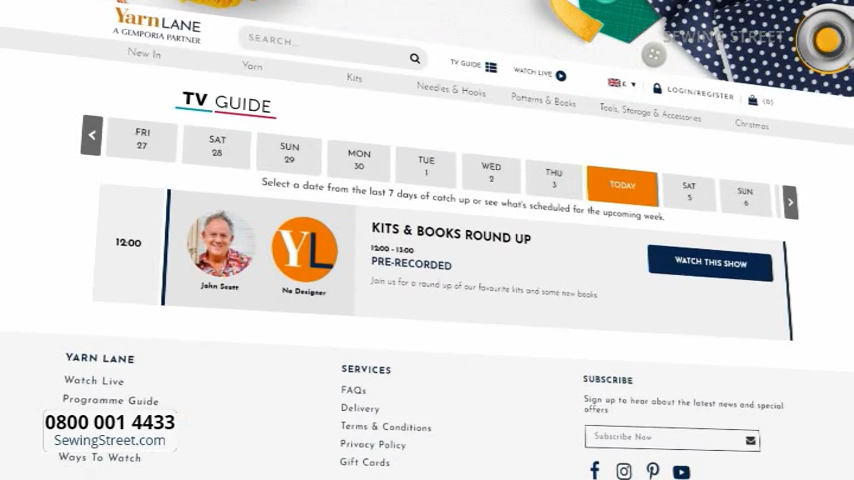 YarnLANE
A GEMPORIA PARTNER
SEARCH...
TV GUIDE
WATCH LIVE
£
LOGIN/REGISTER
(0)
SEWING STREET
New In
Yarn
Kits
Needles & Hooks
Patterns & Books
Tools, Storage & Accessories
Christmas
TV GUIDE
FRI 27
SAT 28
SUN 29
MON 30
TUE 1
WED 2
THU 3
TODAY
SAT 5
SUN 6
Select a date from the last 7 days of catch up or see what's scheduled for the upcoming week.
12:00
John Scott
YL
No Designer
KITS & BOOKS ROUND UP
12:00 - 13:00
PRE-RECORDED
Join us for a round up of our favourite kits and some new books
WATCH THIS SHOW
YARN LANE
Watch Live
Programme Guide
0800 001 4433
SewingStreet.com
Ways To Watch
SERVICES
FAQs
Delivery
Terms & Conditions
Privacy Policy
Gift Cards
SUBSCRIBE
Sign up to hear about the latest news and special
offers
Subscribe Now